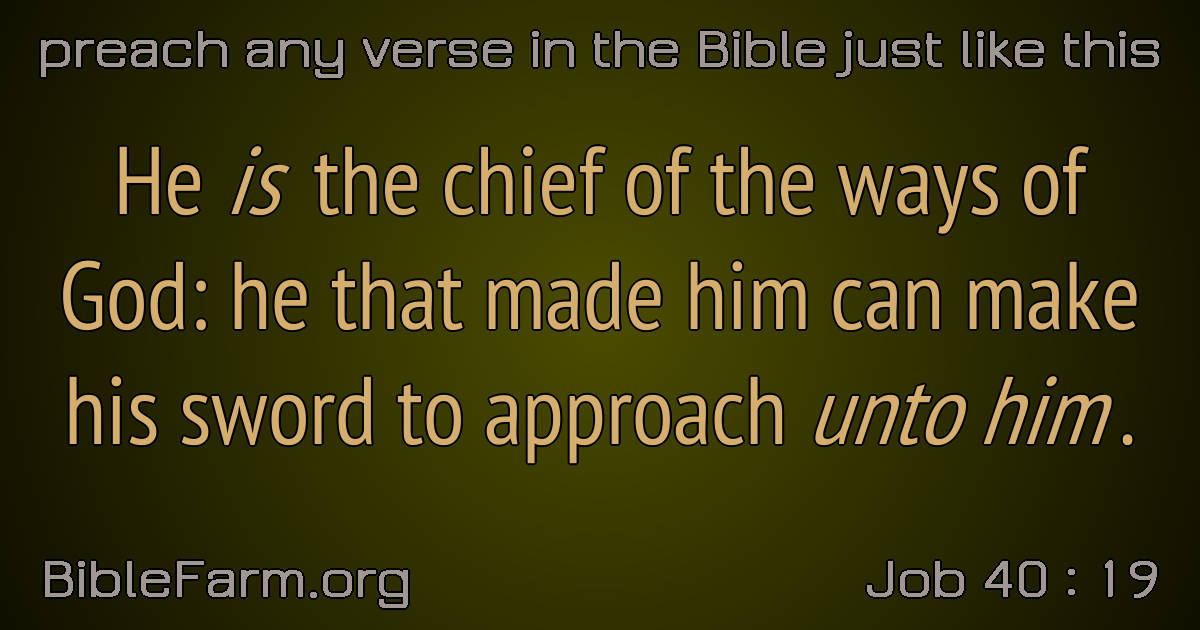 preach any verse in the Bible just like this
He is the chief of the ways of
God: he that made him can make
his sword to approach unto him.
BibleFarm.org
Job 40 : 19